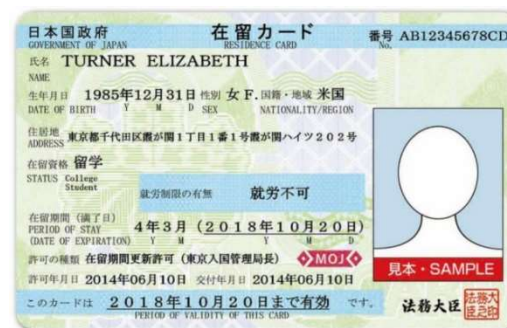 日本国政府 在留カード 番号 AB12345678CD
GOVERNMENT OF JAPAN RESIDENCE CARD No.
氏名 TURNER ELIZABETH
NAME
生年月日 1985年12月31日 性別 女 F. 国籍・地域 米国
DATE OF BIRTH Y M D SEX NATIONALITY/REGION
住居地 東京都千代田区霞が関1丁目1番1号霞が関ハイツ202号
ADDRESS
在留資格 留学
STATUS College Student
就労制限の有無 就労不可
在留期間(満了日) 4年3月(2018年10月20日)
PERIOD OF STAY
(DATE OF EXPIRATION) Y M Y M D
許可の種類 在留期間更新許可(東京入国管理局長) MOJ
見本・SAMPLE
許可年月日 2014年06月10日 交付年月日 2014年06月10日
このカードは 2018年10月20日まで有効 です。 法務大臣
PERIOD OF VALIDITY OF THIS CARD